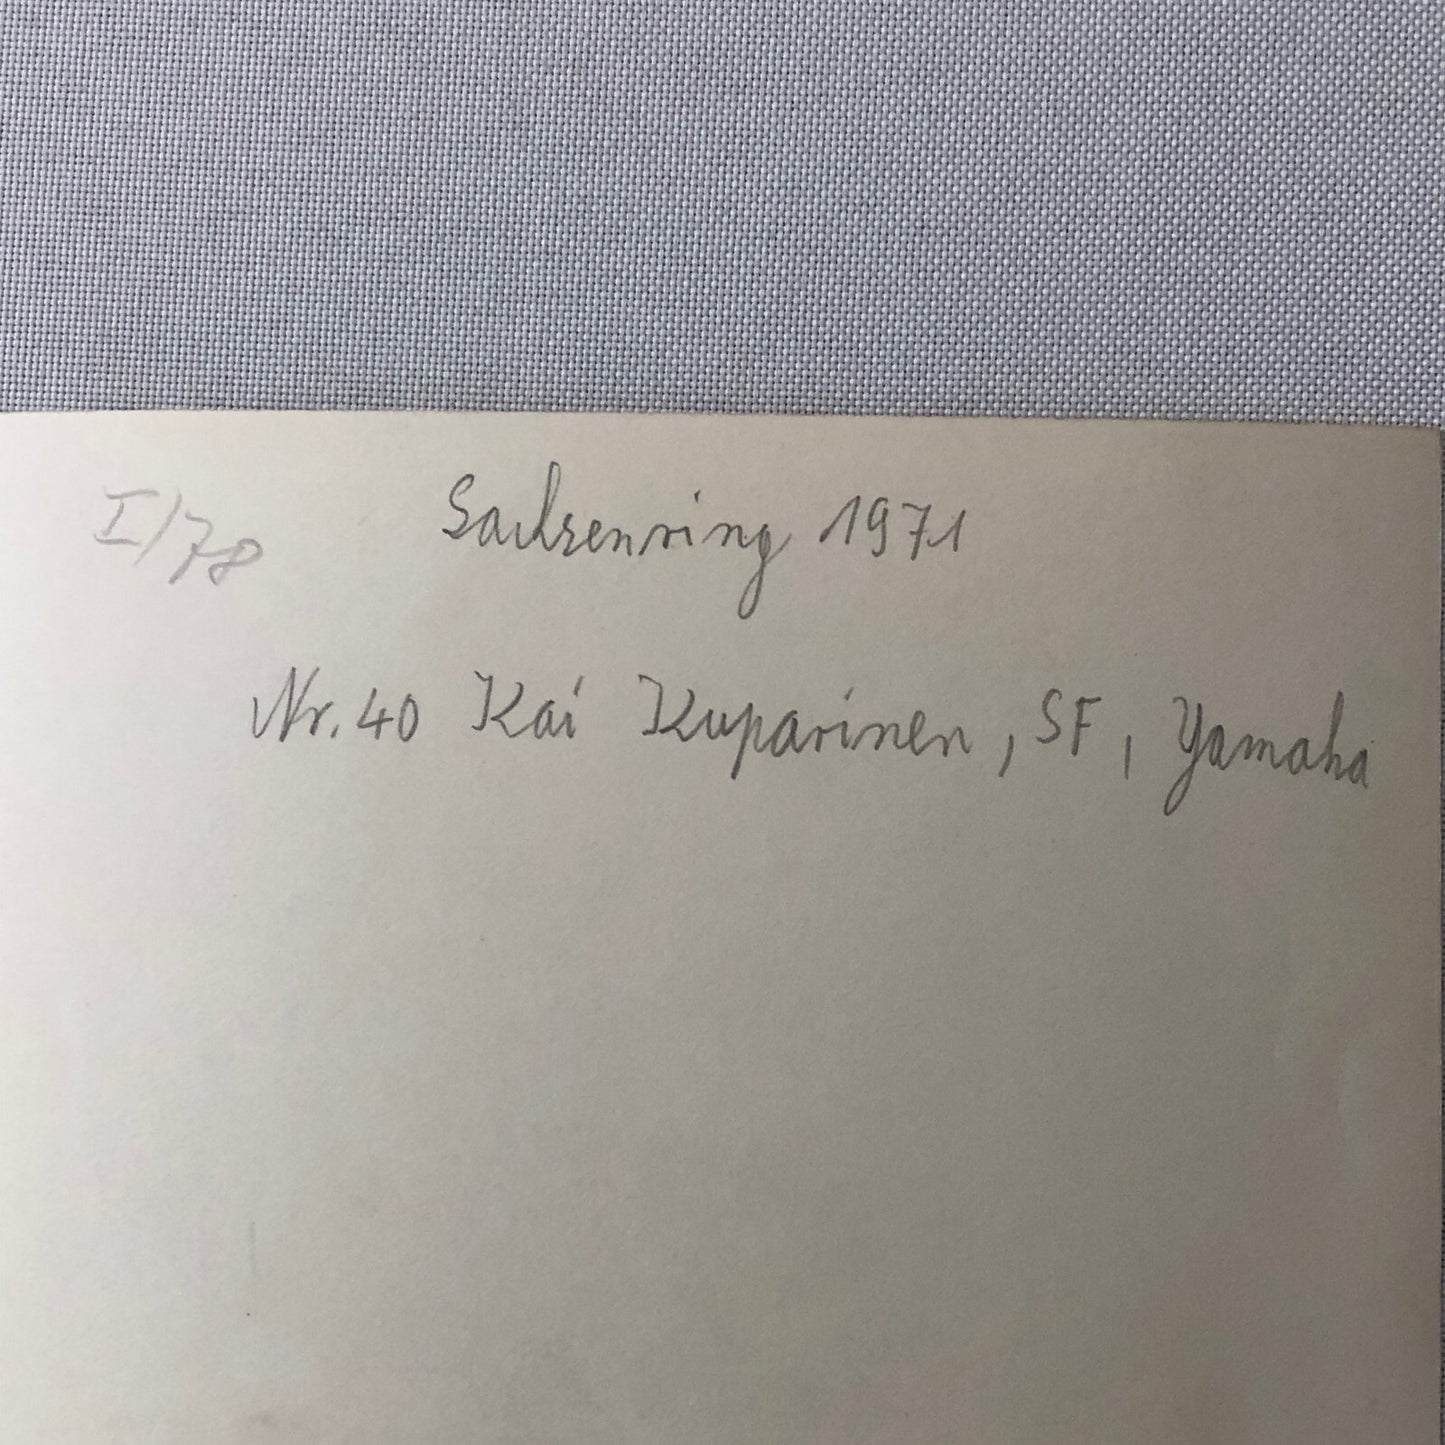 I/78
Sachsenring 1971
Nr. 40 Kai Kuparinen, SF, Yamaha